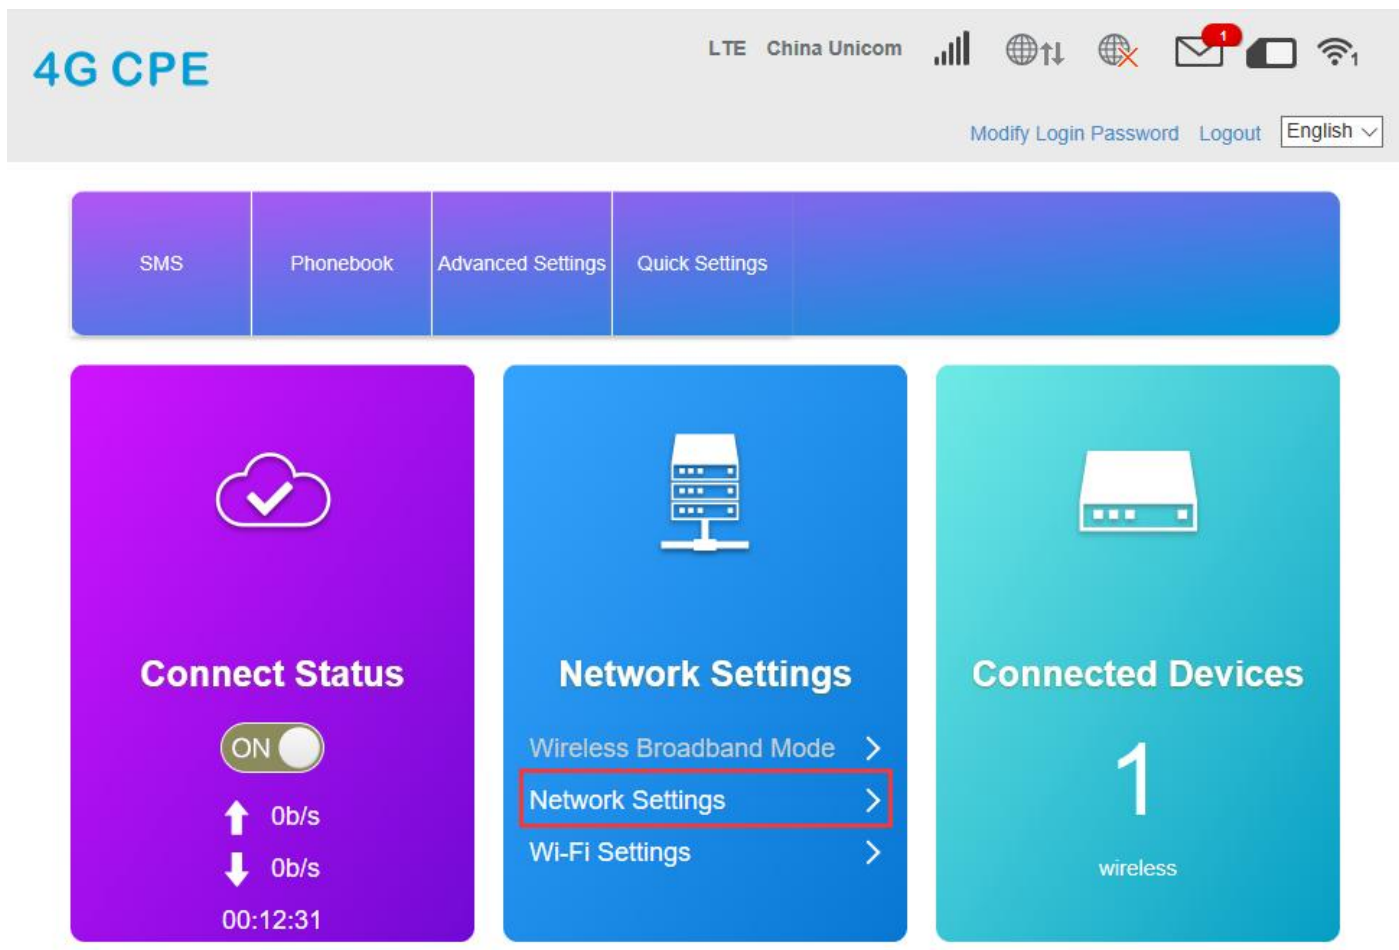 4G CPE
LTE China Unicom
1
1
Modify Login Password Logout English
SMS
Phonebook
Advanced Settings
Quick Settings
Connect Status
ON
0b/s
0b/s
00:12:31
Network Settings
Wireless Broadband Mode
Network Settings
Wi-Fi Settings
Connected Devices
1
wireless